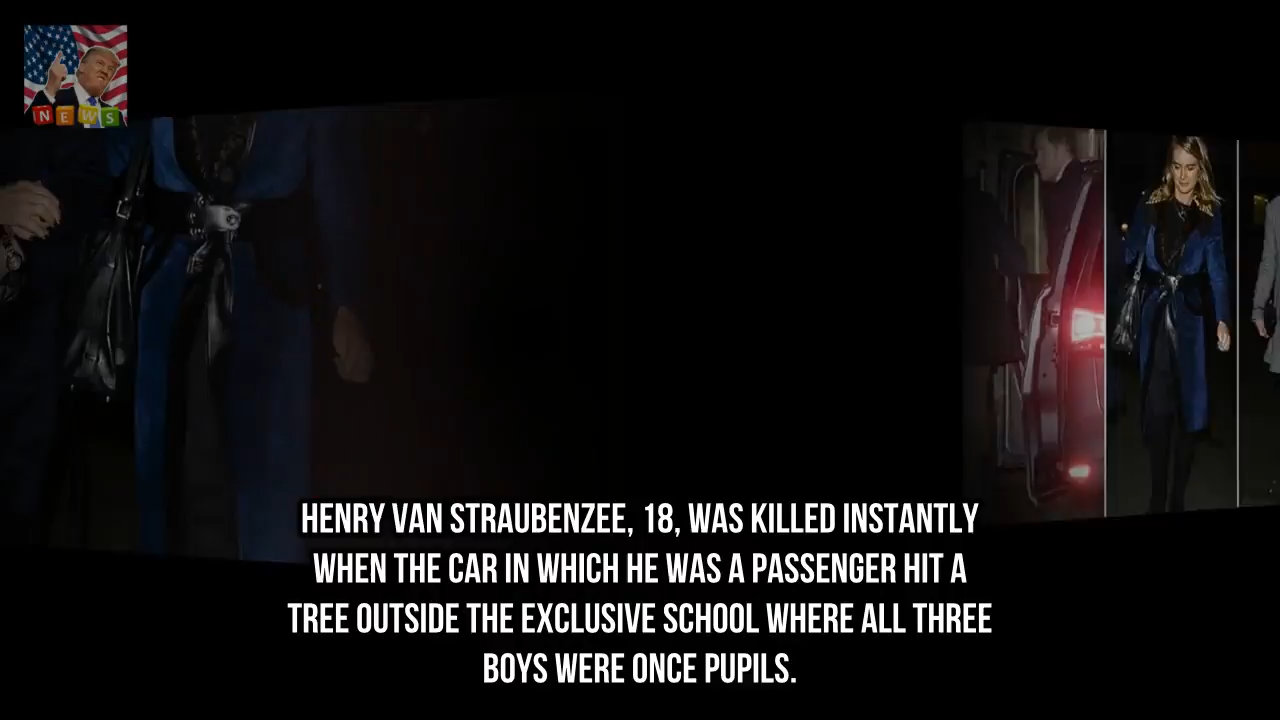 NEWS
HENRY VAN STRAUBENZEE, 18, WAS KILLED INSTANTLY
WHEN THE CAR IN WHICH HE WAS A PASSENGER HIT A
TREE OUTSIDE THE EXCLUSIVE SCHOOL WHERE ALL THREE
BOYS WERE ONCE PUPILS.